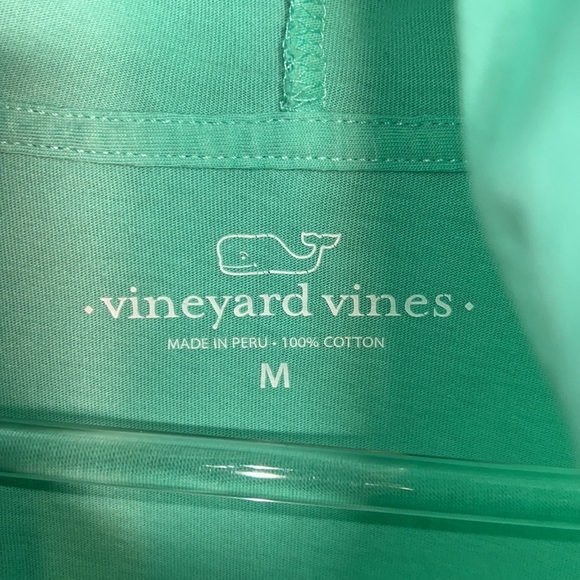 • vineyard vines •
MADE IN PERU • 100% COTTON
M